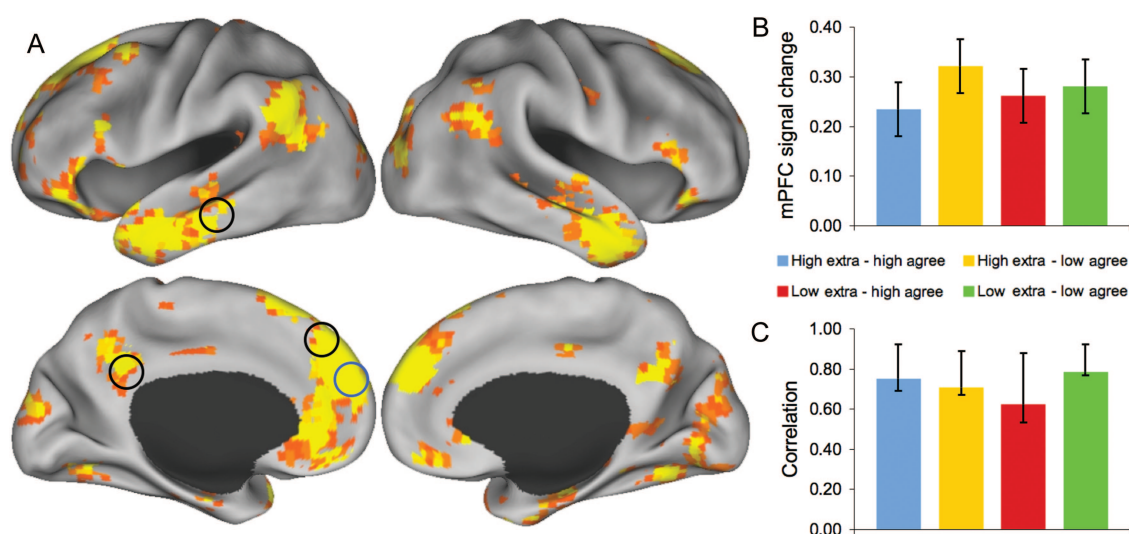 A
B
mPFC signal change
0.30
0.20
0.10
0.00
High extra - high agree
High extra - low agree
Low extra - high agree
Low extra - low agree
C
Correlation
1.00
0.80
0.60
0.40
0.20
0.00